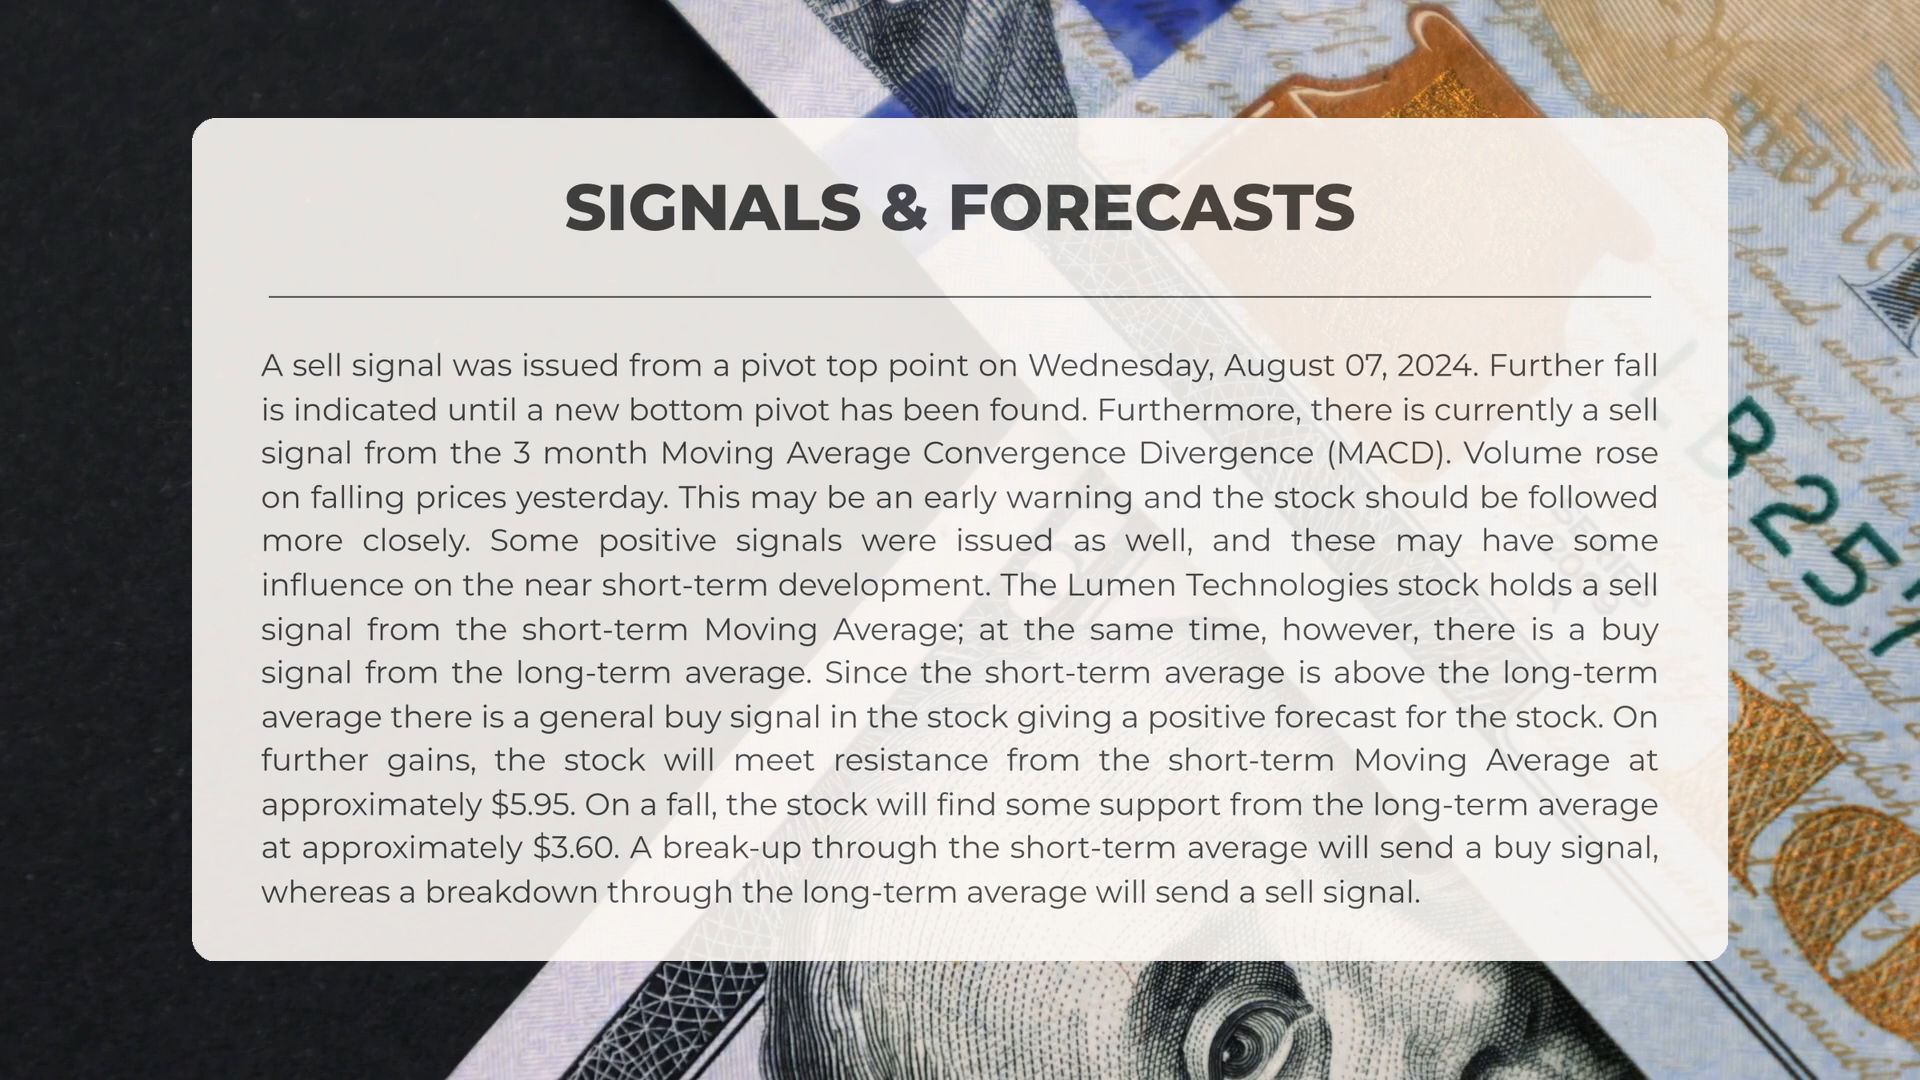 SIGNALS & FORECASTS
A sell signal was issued from a pivot top point on Wednesday, August 07, 2024. Further fall
is indicated until a new bottom pivot has been found. Furthermore, there is currently a sell
signal from the 3 month Moving Average Convergence Divergence (MACD). Volume rose
on falling prices yesterday. This may be an early warning and the stock should be followed
more closely. Some positive signals were issued as well, and these may have some
influence on the near short-term development. The Lumen Technologies stock holds a sell
signal from the short-term Moving Average; at the same time, however, there is a buy
signal from the long-term average. Since the short-term average is above the long-term
average there is a general buy signal in the stock giving a positive forecast for the stock. On
further gains, the stock will meet resistance from the short-term Moving Average at
approximately $5.95. On a fall, the stock will find some support from the long-term average
at approximately $3.60. A break-up through the short-term average will send a buy signal,
whereas a breakdown through the long-term average will send a sell signal.
LB257